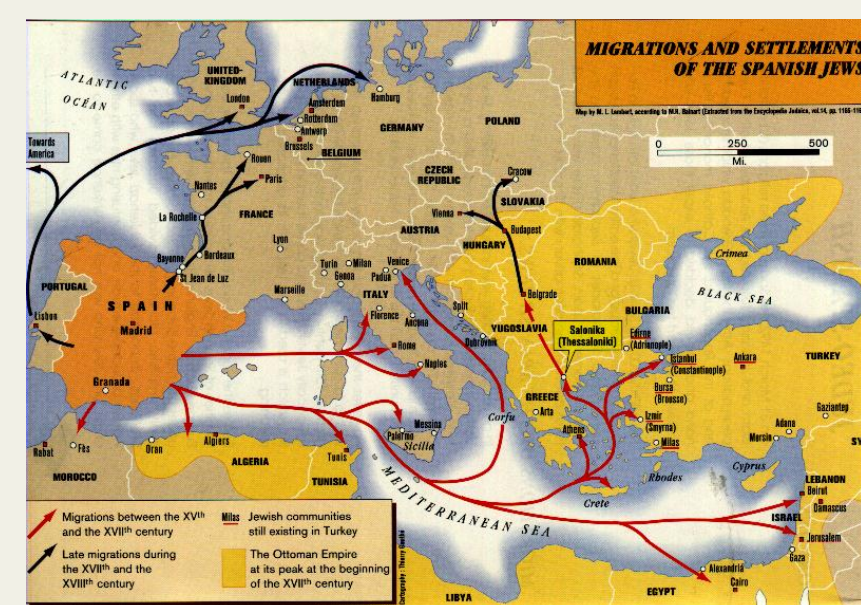 MIGRATIONS AND SETTLEMENTS
OF THE SPANISH JEWS
Map by M. L. Lambert, according to M.R. Bainart (Extracted from the Encyclopedia Judaica, vol.14, pp.
0 250 500
Mi.
ATLANTIC
OCÉAN
UNITED-
KINGDOM
London
NETHERLANDS
Amsterdam
Rotterdam
Antwerp
Brussels
BELGIUM
Hamburg
GERMANY
POLAND
Towards
America
Rouen
Paris
Nantes
La Rochelle
FRANCE
Bordeaux
Bayonne
St Jean de Luz
Lyon
Marseille
CZECH
REPUBLIC
Cracow
SLOVAKIA
Vienna
AUSTRIA
Budapest
HUNGARY
ROMANIA
Crimea
BLACK SEA
PORTUGAL
Lisbon
SPAIN
Madrid
Granada
Turin
Milan
Venice
Padua
Genoa
ITALY
Florence
Ancona
Rome
Naples
Split
Dubrovnik
Belgrade
YUGOSLAVIA
BULGARIA
Salonika
(Thessaloniki)
Edirne
(Adrionople)
Istanbul
(Constantinople)
Bursa
(Brousse)
Ankara
TURKEY
GREECE
Arta
Athens
Corfu
Izmir
(Smyrna)
Milas
Gaziantep
Adana
Mersin
Messina
Palermo
Sicilia
Rabat
Fès
MOROCCO
Oran
Algiers
ALGERIA
Tunis
TUNISIA
MEDITERRANEAN SEA
Crete
Rhodes
Cyprus
SY
LEBANON
Beirut
Damascus
ISRAEL
Jerusalem
Gaza
Alexandria
Cairo
EGYPT
LIBYA
Migrations between the XVth
and the XVIIth century
Late migrations during
the XVIIth and the
XVIIIth century
Milas
Jewish communities
still existing in Turkey
The Ottoman Empire
at its peak at the beginning
of the XVIIth century
Cartography : Thierry